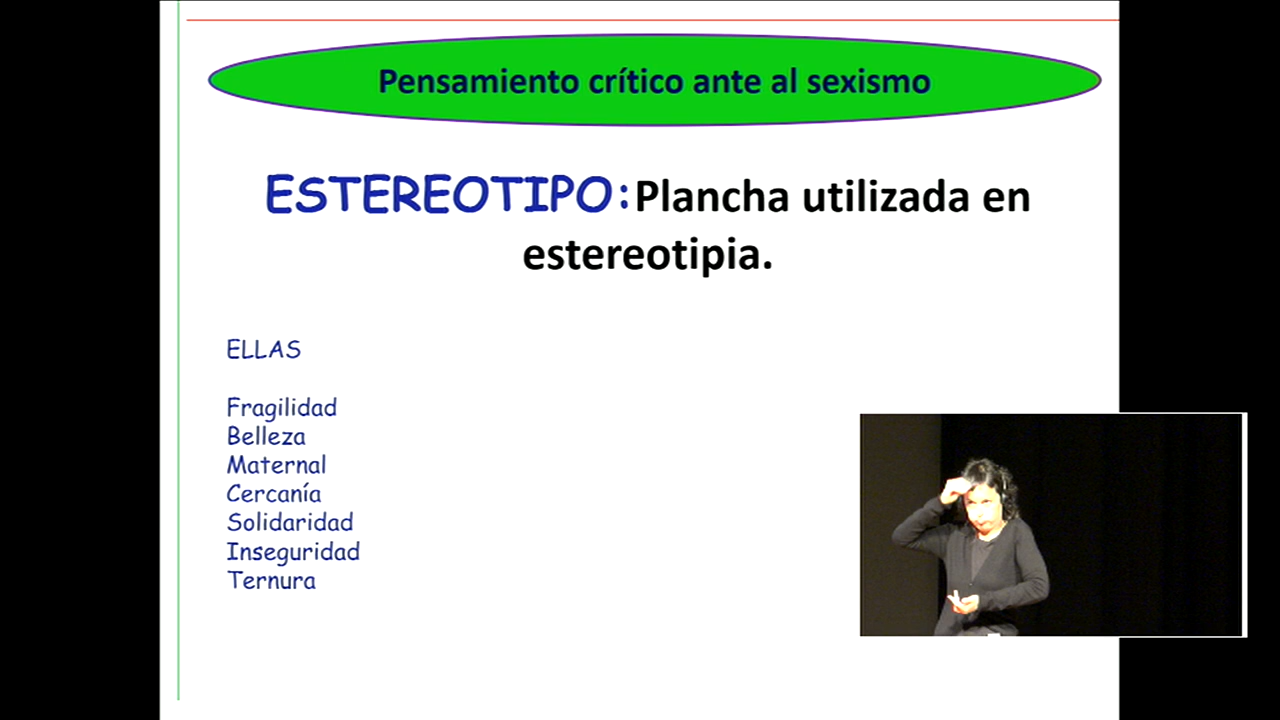 Pensamiento crítico ante al sexismo
ESTEREOTIPO:Plancha utilizada en
estereotipia.
ELLAS
Fragilidad
Belleza
Maternal
Cercanía
Solidaridad
Inseguridad
Ternura